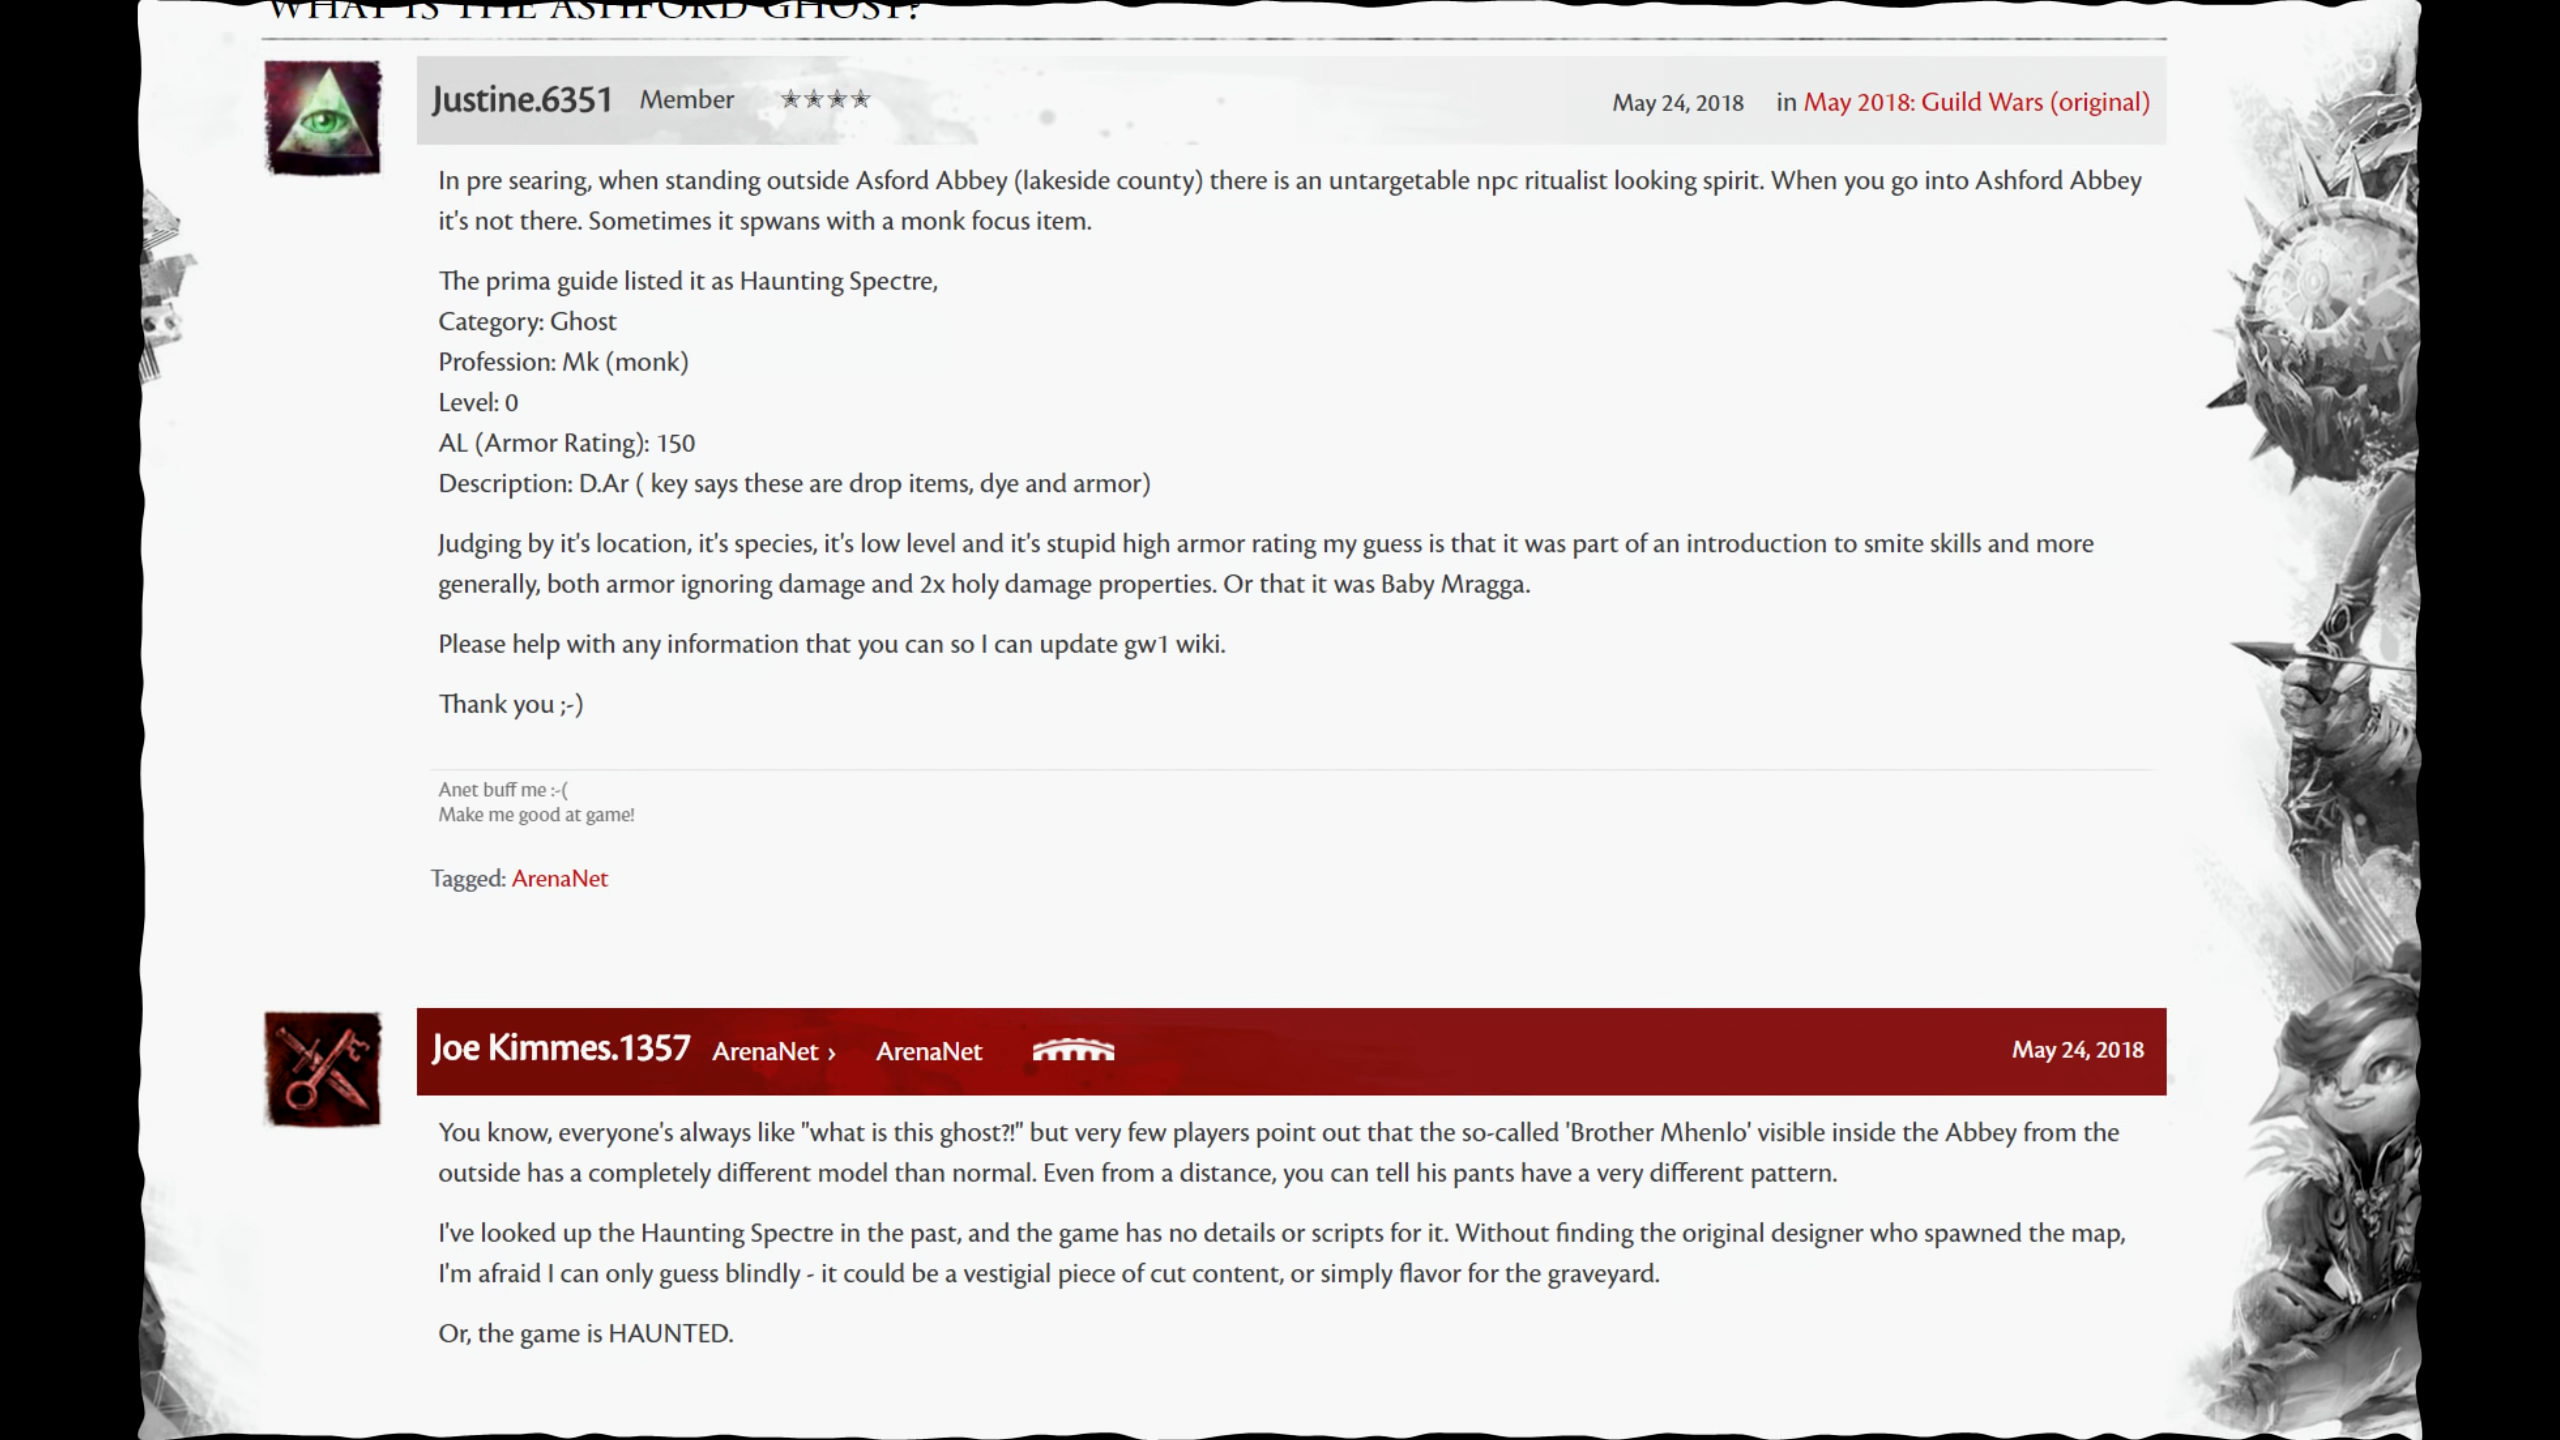 WHAT IS THE ASHFORD GHOST?
Justine.6351 Member ★★★★ May 24, 2018 in May 2018: Guild Wars (original)
In pre searing, when standing outside Asford Abbey (lakeside county) there is an untargetable npc ritualist looking spirit. When you go into Ashford Abbey
it's not there. Sometimes it spwans with a monk focus item.
The prima guide listed it as Haunting Spectre,
Category: Ghost
Profession: Mk (monk)
Level: 0
AL (Armor Rating): 150
Description: D.Ar ( key says these are drop items, dye and armor)
Judging by it's location, it's species, it's low level and it's stupid high armor rating my guess is that it was part of an introduction to smite skills and more
generally, both armor ignoring damage and 2x holy damage properties. Or that it was Baby Mragga.
Please help with any information that you can so I can update gw1 wiki.
Thank you ;-)
Anet buff me :-(
Make me good at game!
Tagged: ArenaNet
Joe Kimmes.1357 ArenaNet › ArenaNet May 24, 2018
You know, everyone's always like "what is this ghost?!" but very few players point out that the so-called 'Brother Mhenlo' visible inside the Abbey from the
outside has a completely different model than normal. Even from a distance, you can tell his pants have a very different pattern.
I've looked up the Haunting Spectre in the past, and the game has no details or scripts for it. Without finding the original designer who spawned the map,
I'm afraid I can only guess blindly - it could be a vestigial piece of cut content, or simply flavor for the graveyard.
Or, the game is HAUNTED.